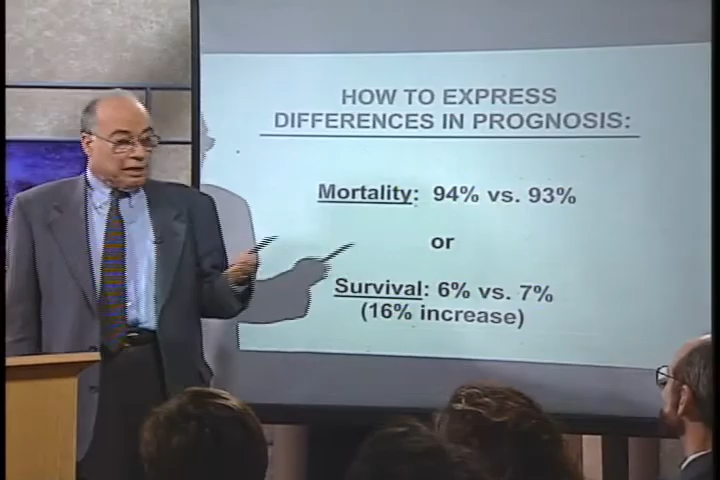 HOW TO EXPRESS
DIFFERENCES IN PROGNOSIS:
Mortality: 94% vs. 93%
or
Survival: 6% vs. 7%
(16% increase)